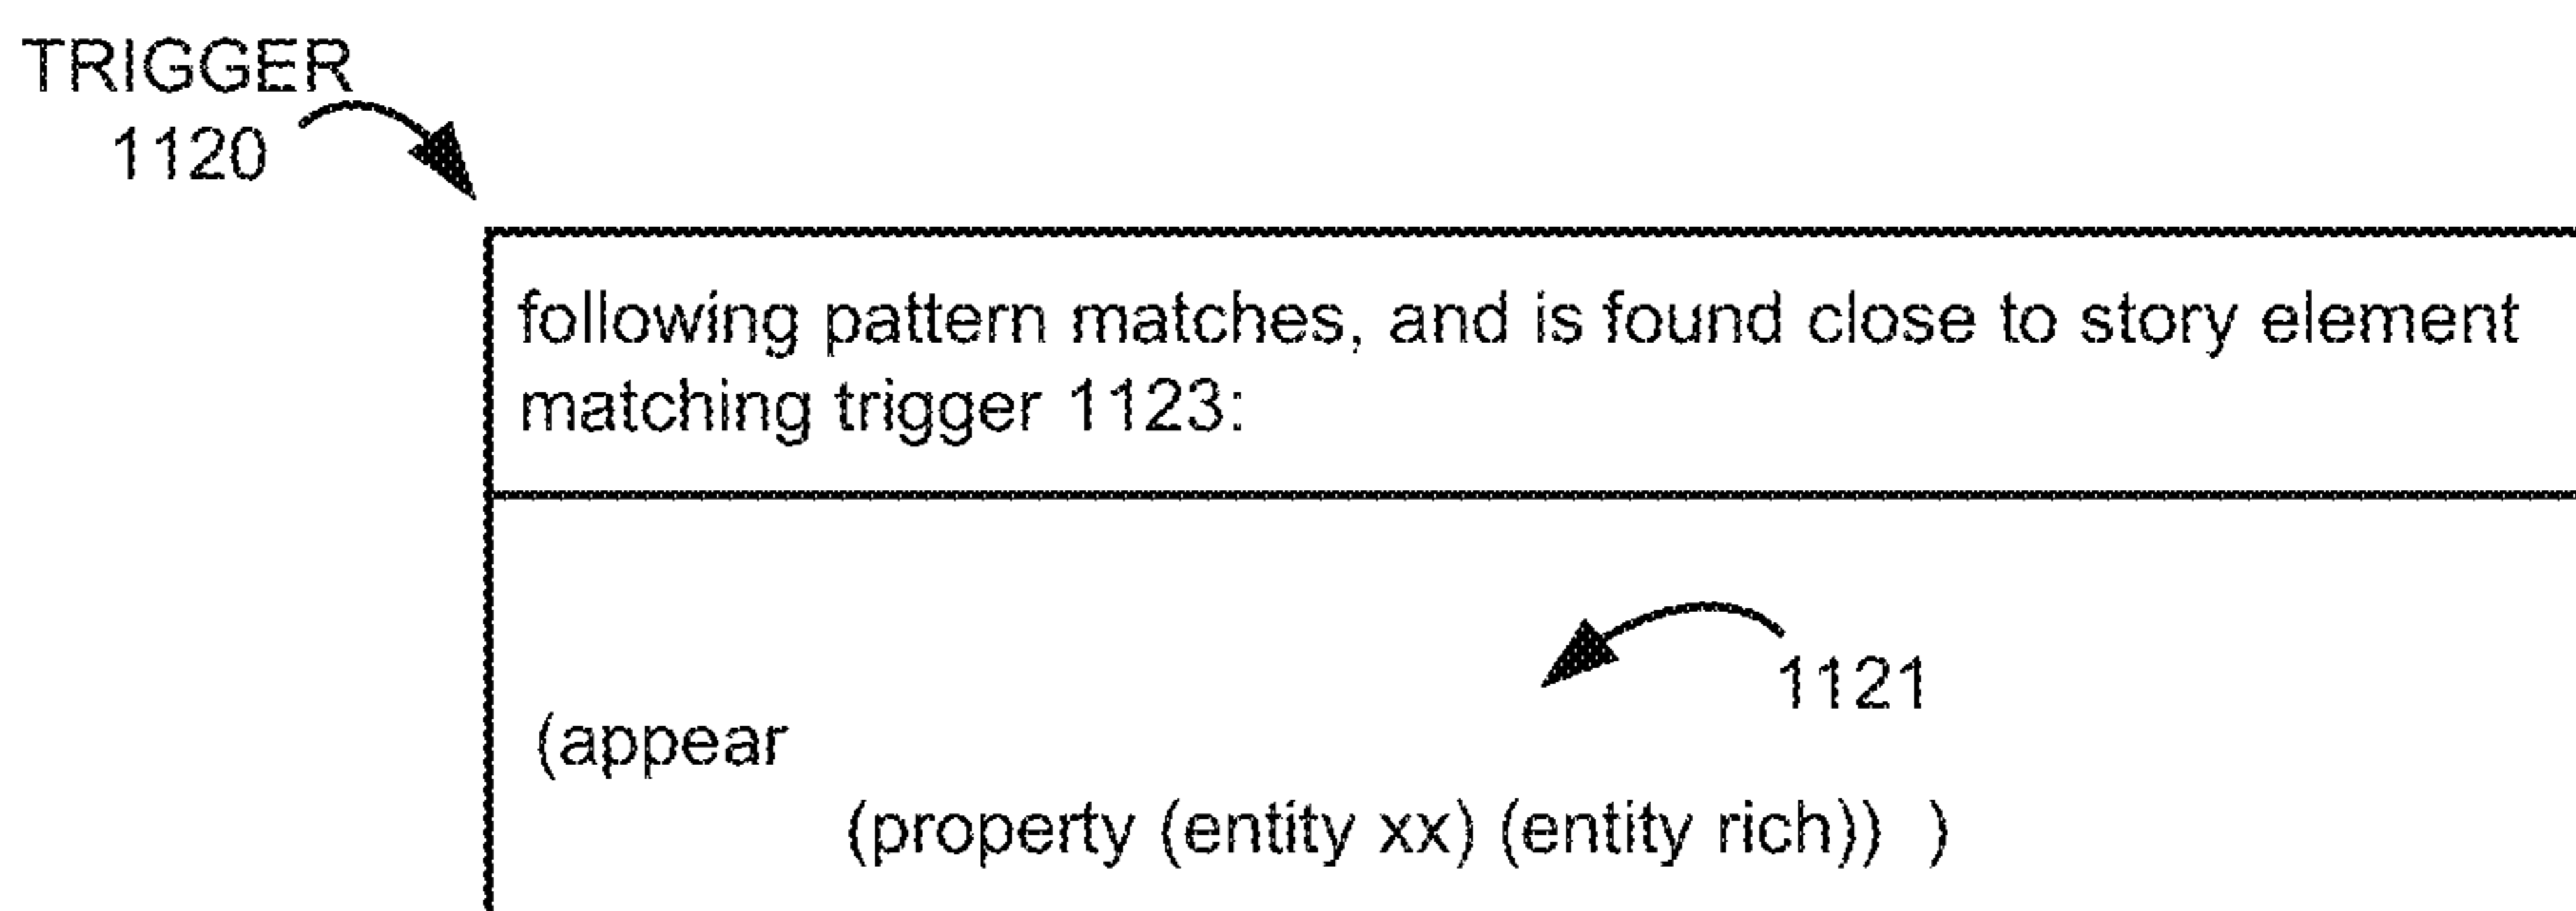 TRIGGER
1120
following pattern matches, and is found close to story element
matching trigger 1123:
1121
(appear
(property (entity xx) (entity rich))  )